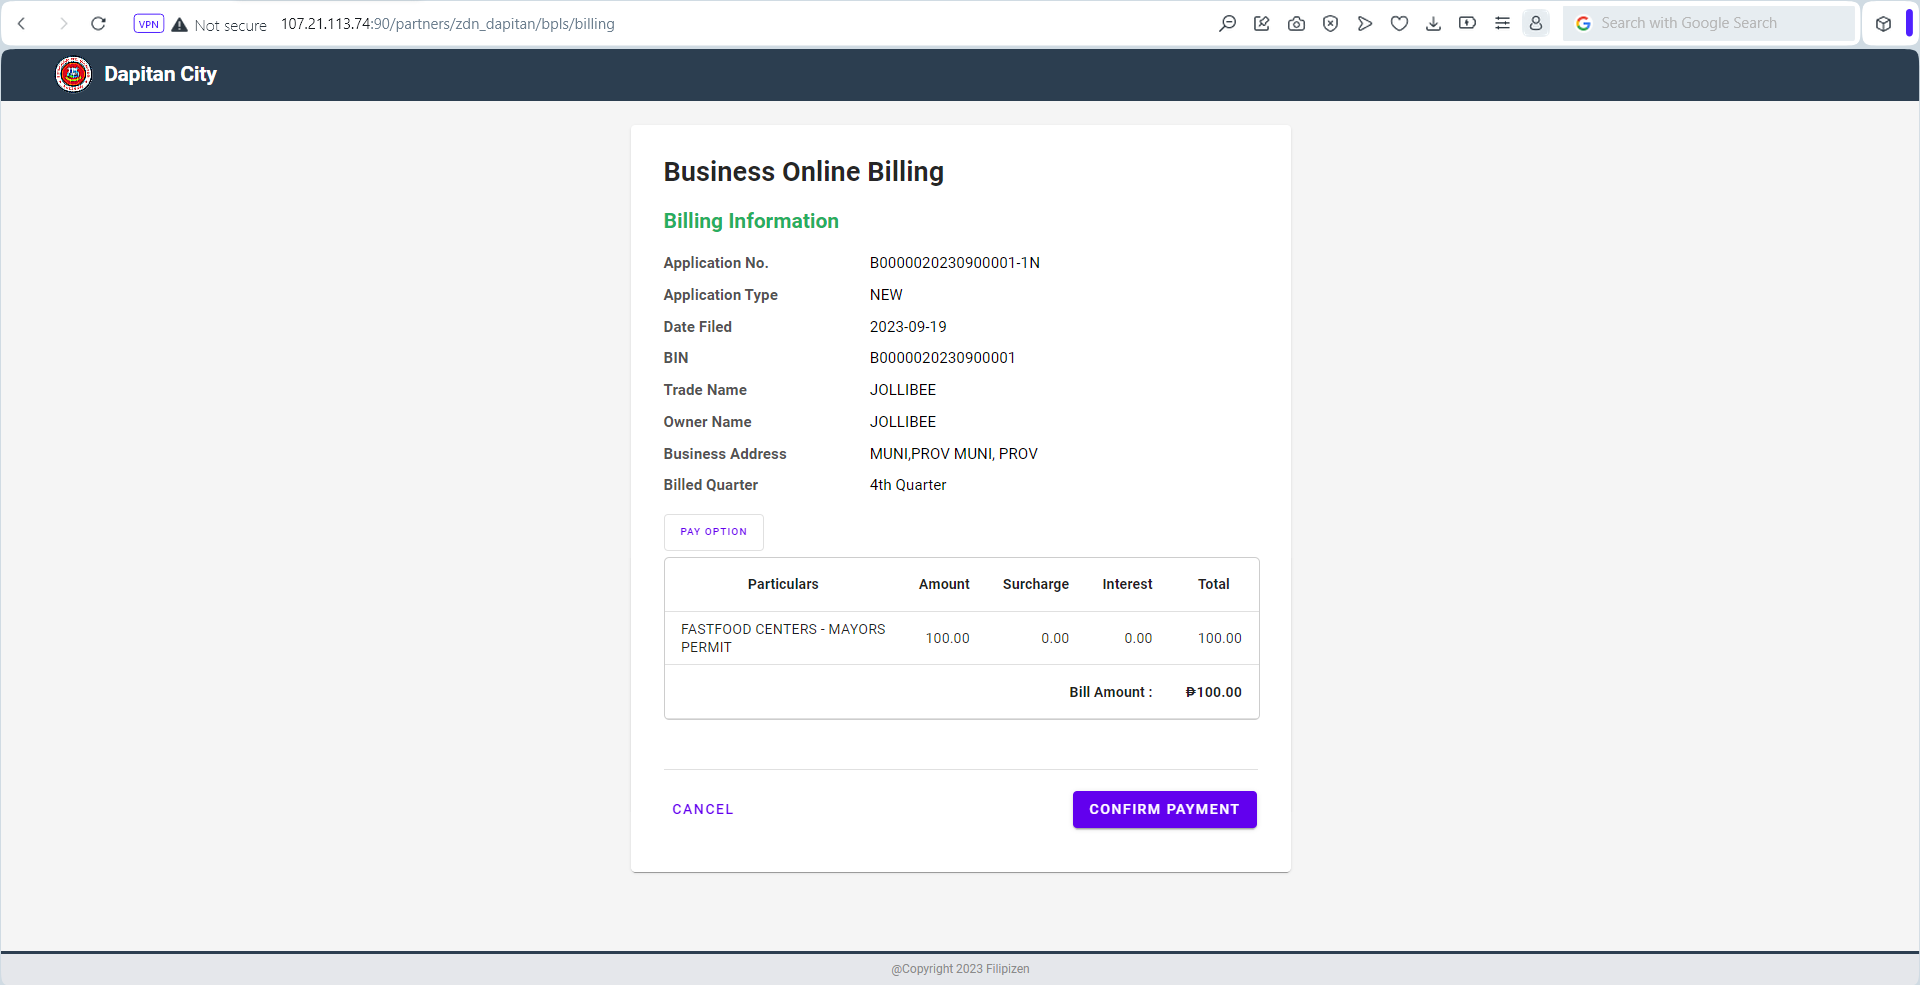 VPN Not secure 107.21.113.74:90/partners/zdn_dapitan/bpls/billing Search with Google Search
Dapitan City
Business Online Billing
Billing Information
Application No. B0000020230900001-1N
Application Type NEW
Date Filed 2023-09-19
BIN B0000020230900001
Trade Name JOLLIBEE
Owner Name JOLLIBEE
Business Address MUNI,PROV MUNI, PROV
Billed Quarter 4th Quarter
PAY OPTION
Particulars Amount Surcharge Interest Total
FASTFOOD CENTERS - MAYORS
PERMIT 100.00 0.00 0.00 100.00
Bill Amount : ₱100.00
CANCEL CONFIRM PAYMENT
@Copyright 2023 Filipizen